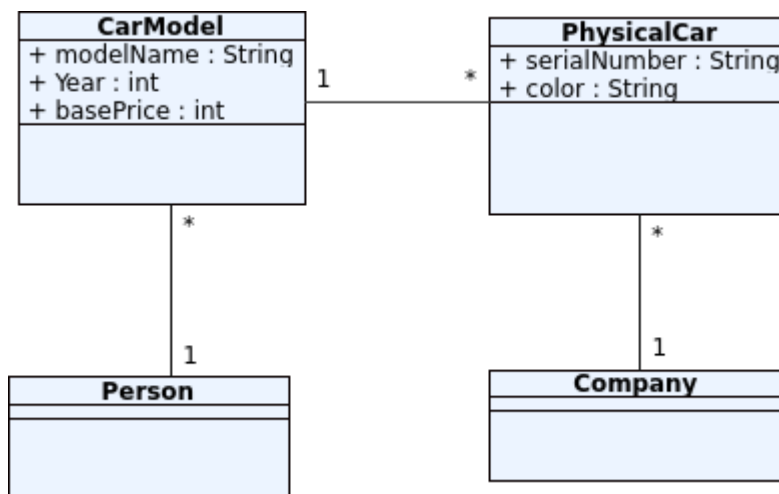 CarModel
+ modelName : String
+ Year : int
+ basePrice : int
1
*
PhysicalCar
+ serialNumber : String
+ color : String
*
1
*
1
Person
Company